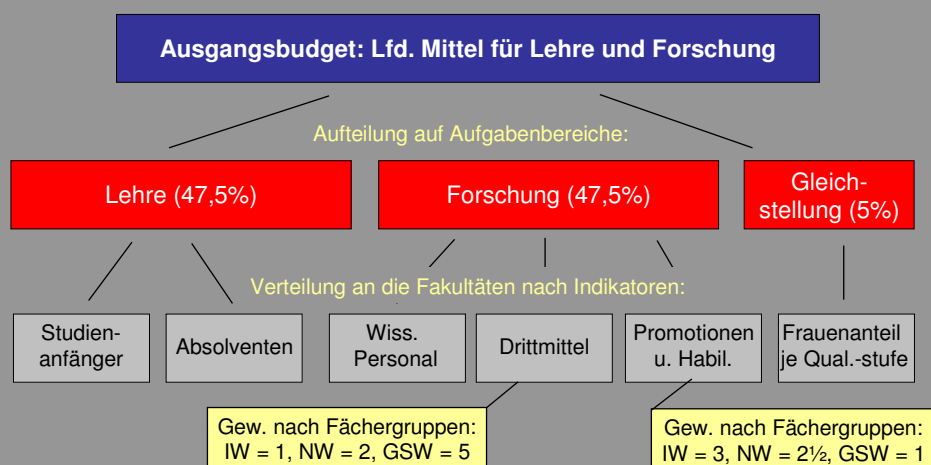 Ausgangsbudget: Lfd. Mittel für Lehre und Forschung
Aufteilung auf Aufgabenbereiche:
Lehre (47,5%)
Forschung (47,5%)
Gleich-
stellung (5%)
Verteilung an die Fakultäten nach Indikatoren:
Studien-
anfänger
Absolventen
Wiss.
Personal
Drittmittel
Promotionen
u. Habil.
Frauenanteil
je Qual.-stufe
Gew. nach Fächergruppen:
IW = 1, NW = 2, GSW = 5
Gew. nach Fächergruppen:
IW = 3, NW = 2½, GSW = 1